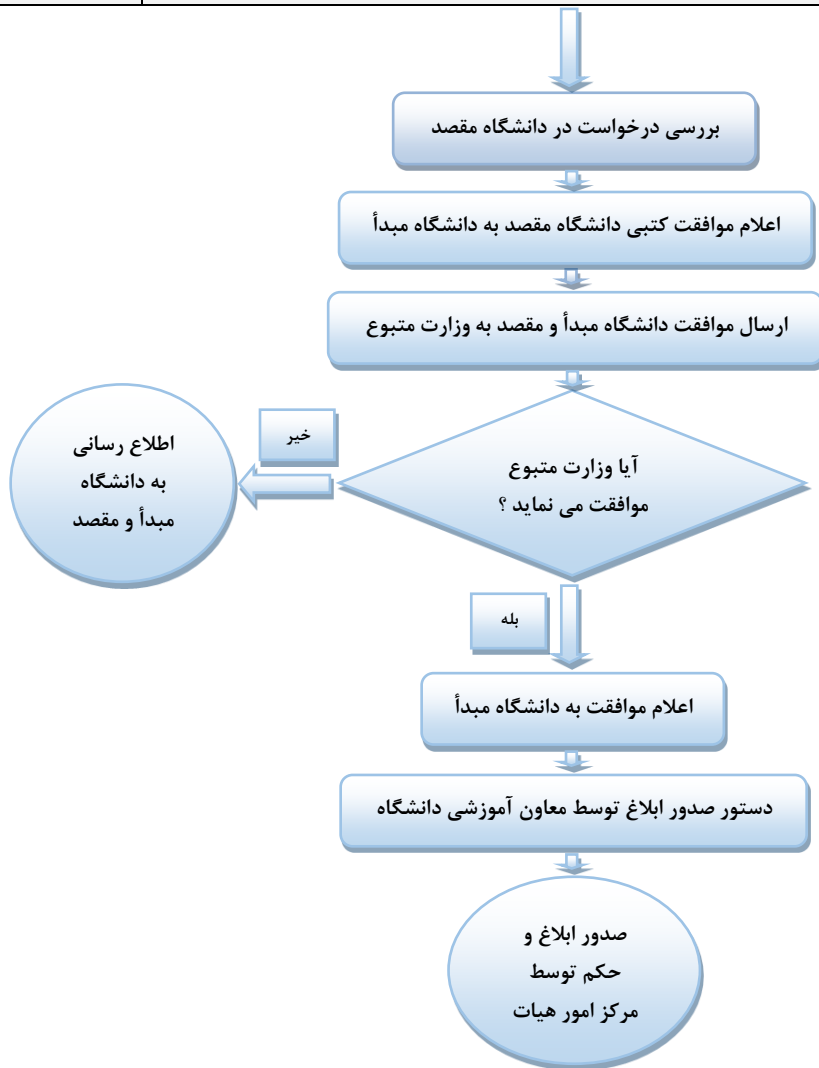 بررسی درخواست در دانشگاه مقصد
اعلام موافقت کتبی دانشگاه مقصد به دانشگاه مبدأ
ارسال موافقت دانشگاه مبدأ و مقصد به وزارت متبوع
آیا وزارت متبوع
موافقت می نماید ؟
خیر
اطلاع رسانی
به دانشگاه
مبدأ و مقصد
بله
اعلام موافقت به دانشگاه مبدأ
دستور صدور ابلاغ توسط معاون آموزشی دانشگاه
صدور ابلاغ و
حکم توسط
مرکز امور هیات